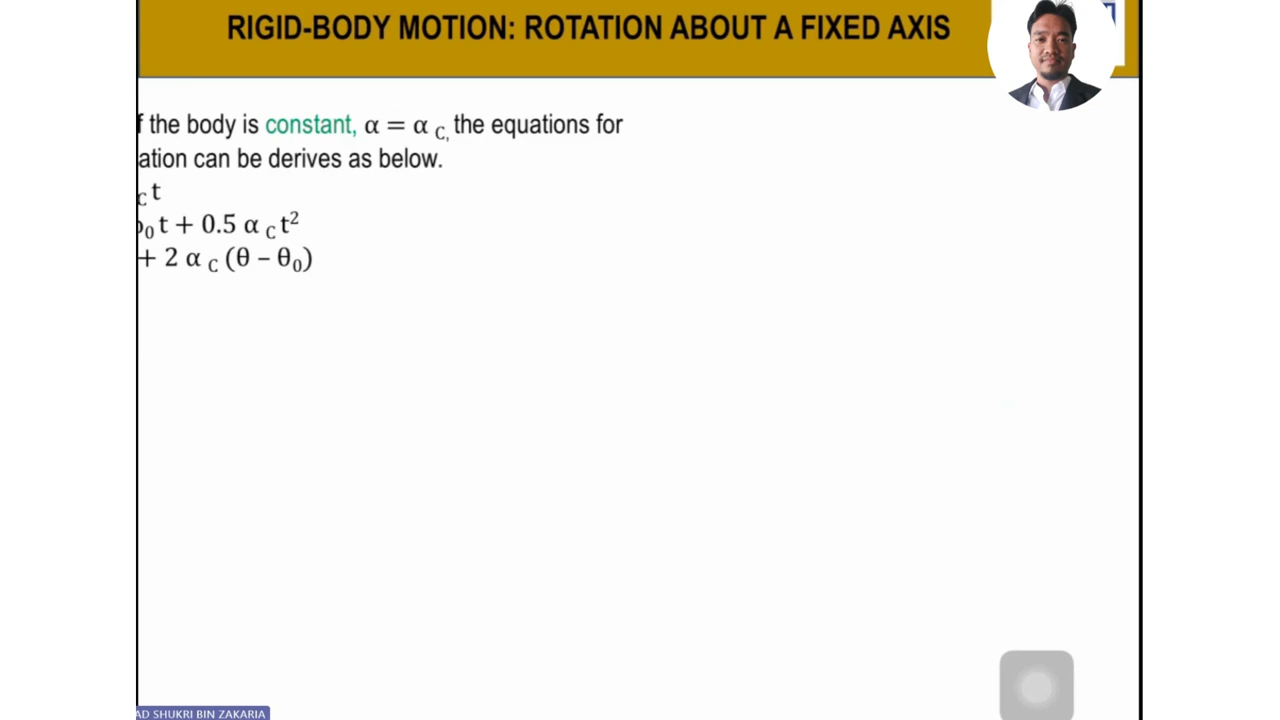 RIGID-BODY MOTION: ROTATION ABOUT A FIXED AXIS
f the body is constant, α = α C, the equations for
ation can be derives as below.
C t
0 t + 0.5 α C t²
+ 2 α C (θ – θ₀)
AD SHUKRI BIN ZAKARIA